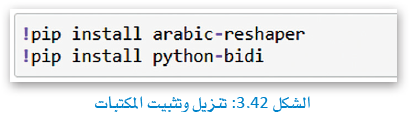 !pip install arabic-reshaper
!pip install python-bidi
الشكل 3.42: تنزيل وتثبيت المكتبات